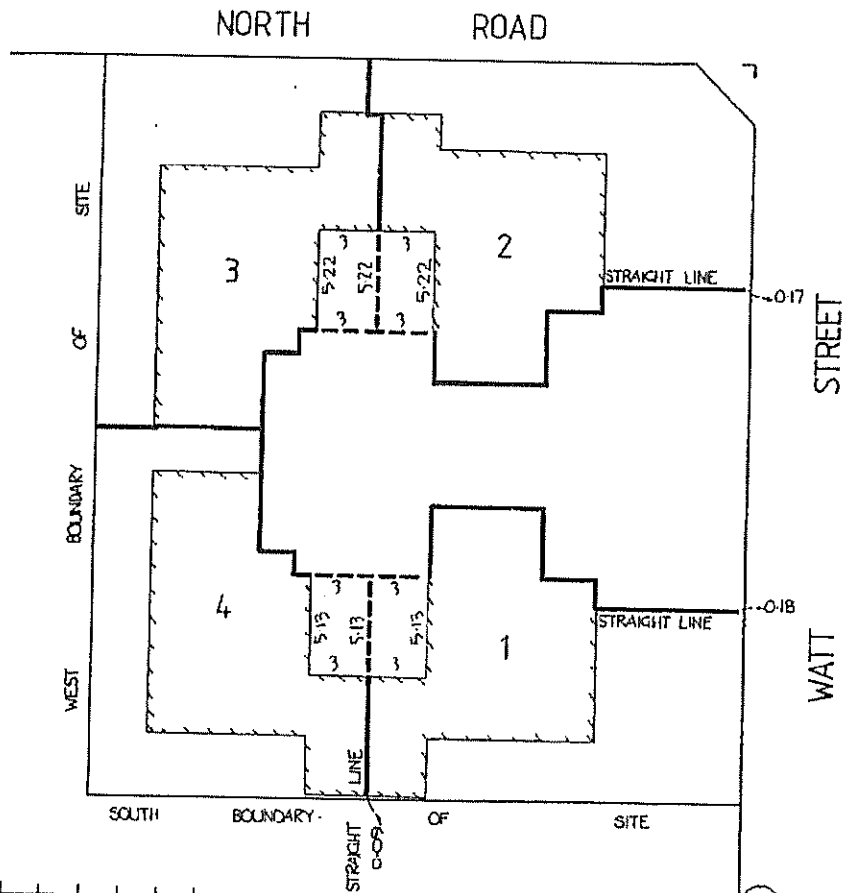 NORTH ROAD
SITE
OF
BOUNDARY
WEST
3
2
3 3
5.22 5.22 5.22
3 3
STRAIGHT LINE
0.17
STREET
4
1
3 3
5.13 5.13 5.13
3 3
STRAIGHT LINE
0.18
WATT
STRAIGHT LINE
0.09
SOUTH BOUNDARY OF SITE